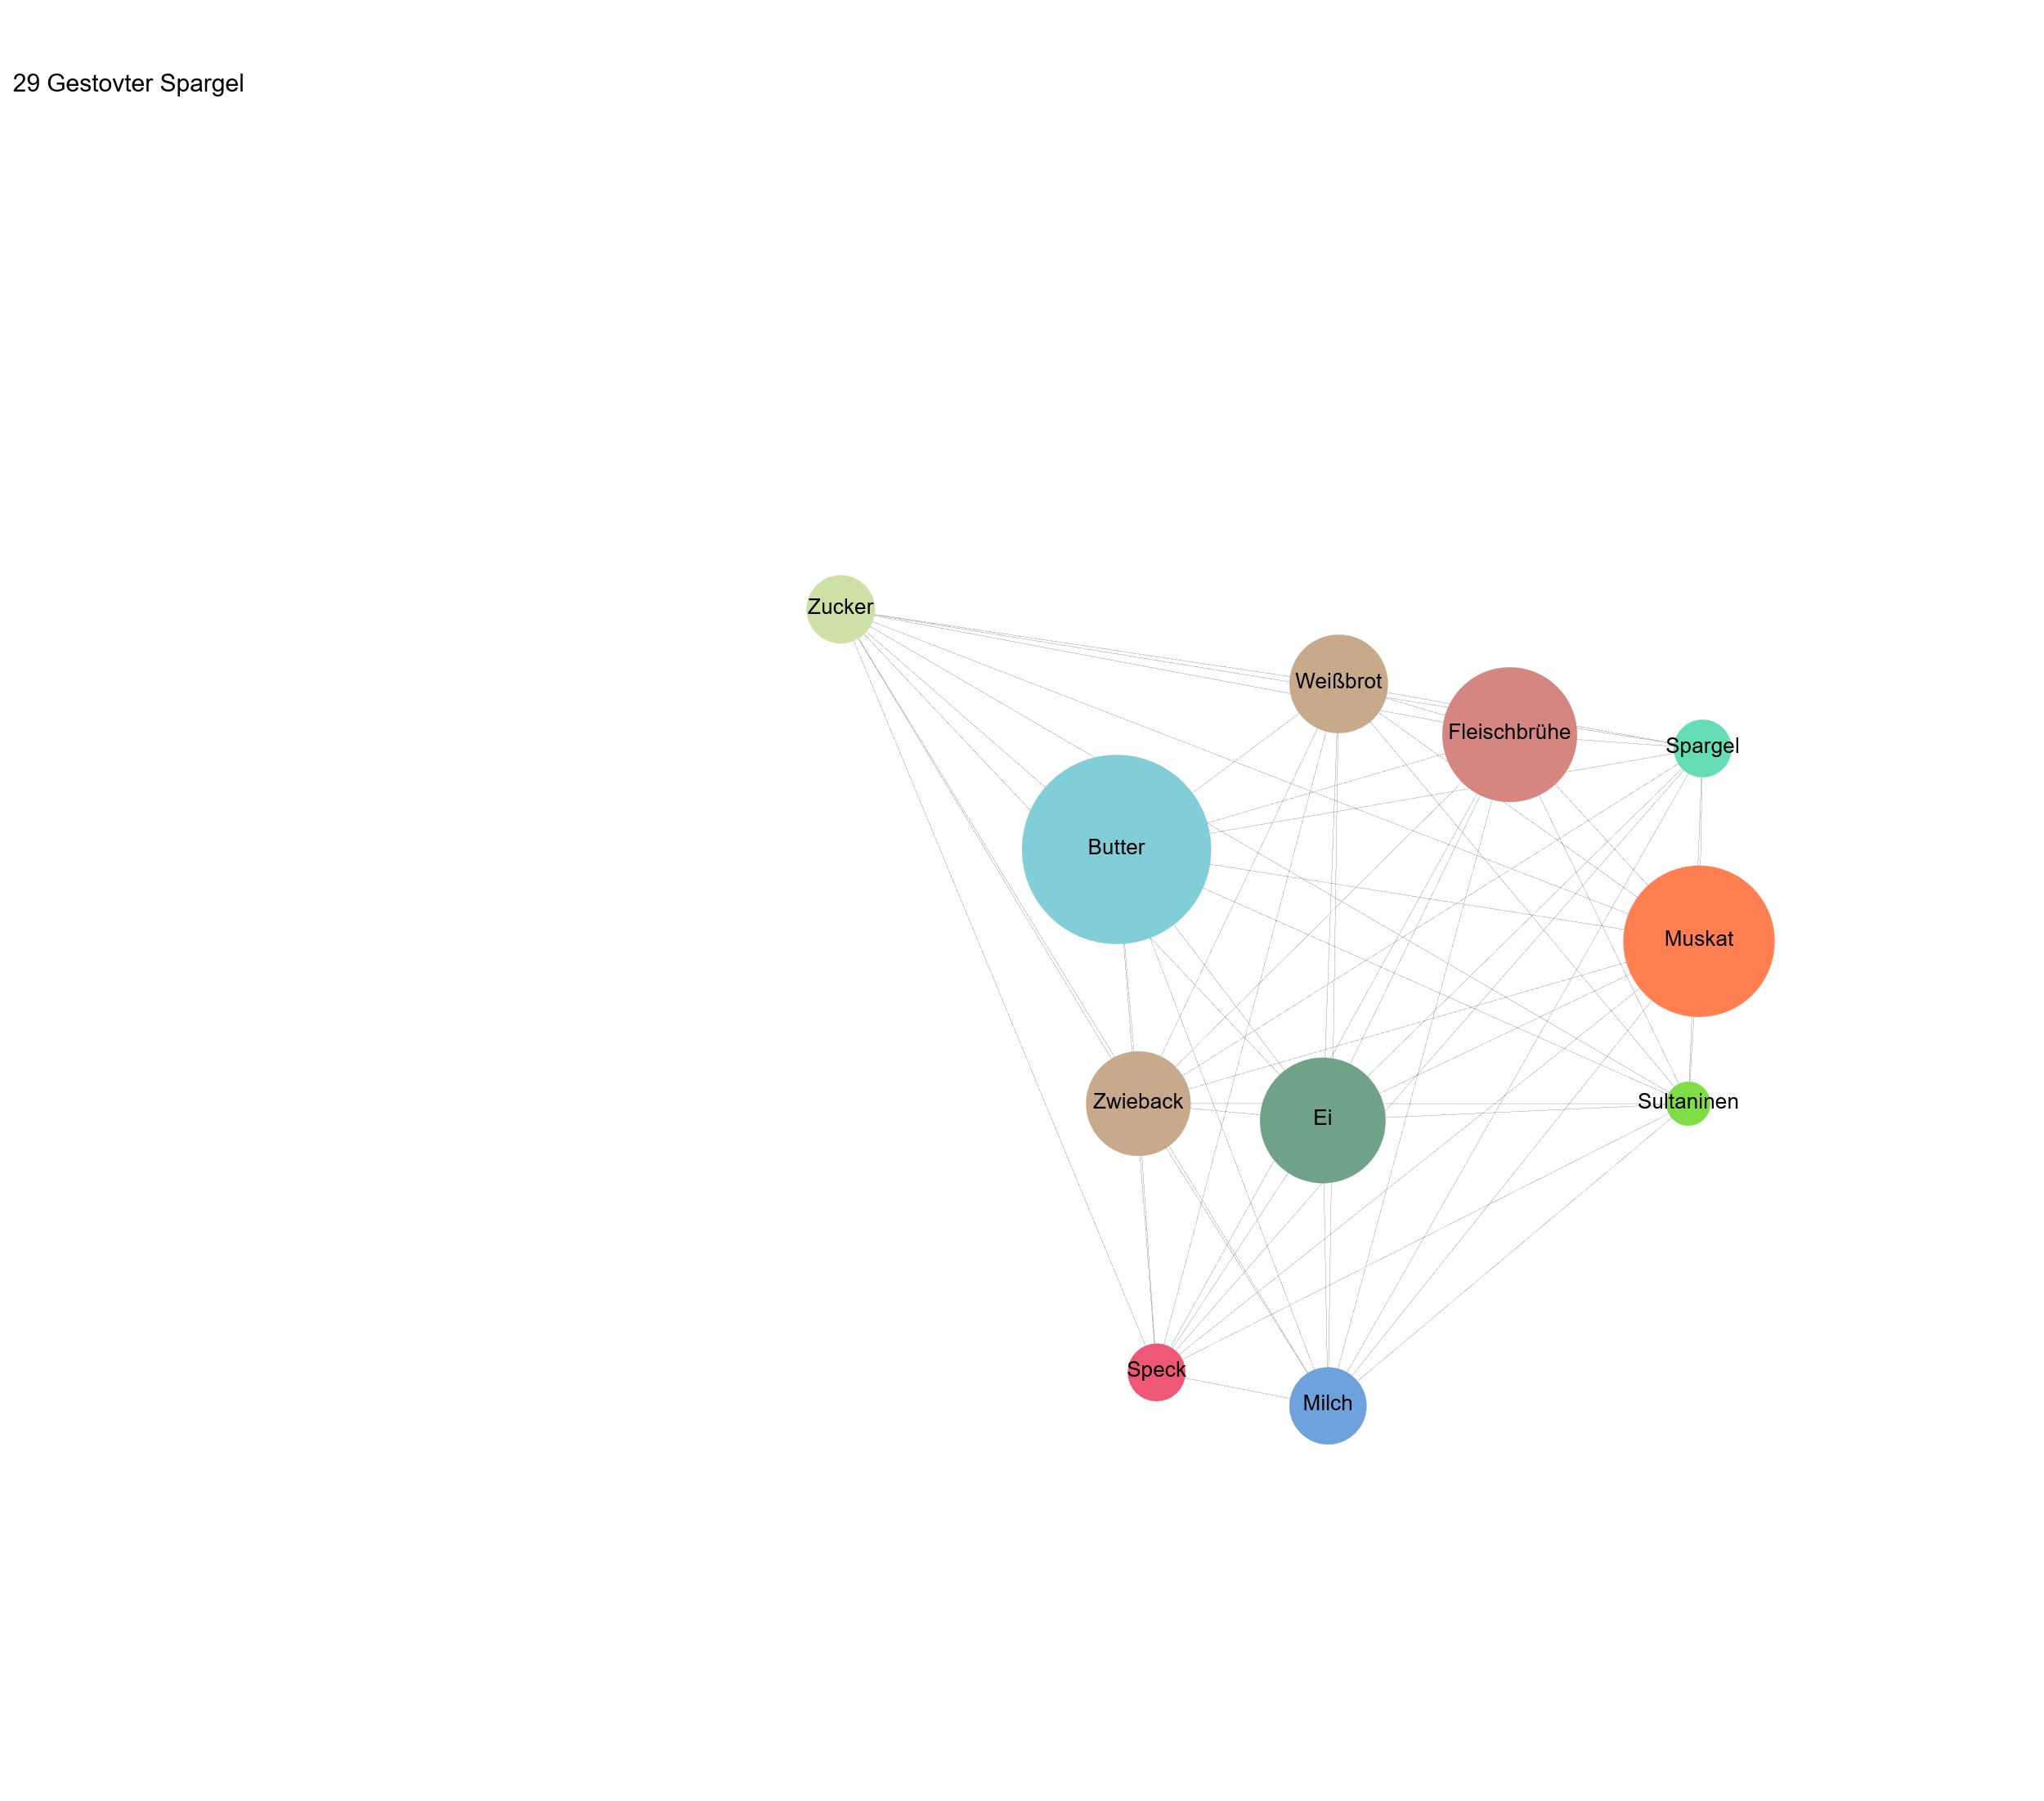 29 Gestovter Spargel
Zucker
Weißbrot
Fleischbrühe
Spargel
Butter
Muskat
Zwieback
Ei
Sultaninen
Speck
Milch